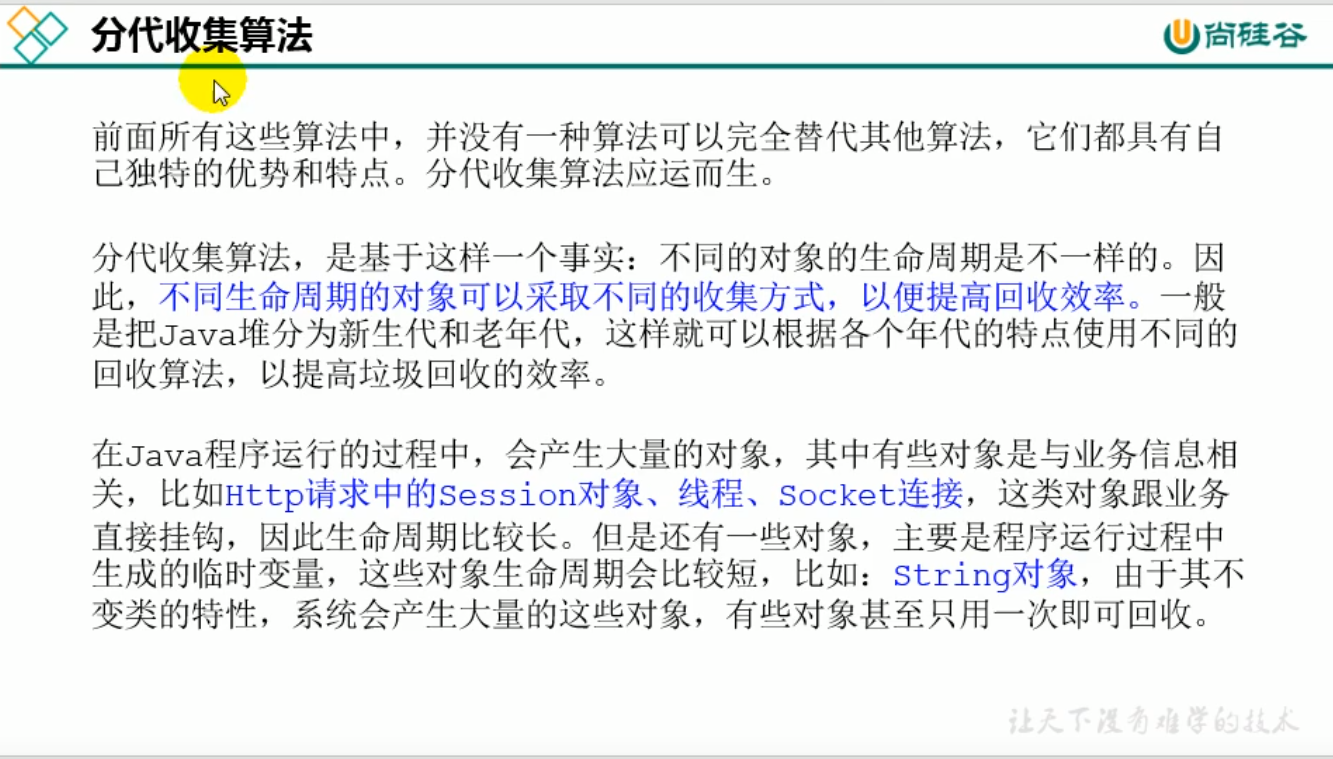 分代收集算法
尚硅谷
前面所有这些算法中，并没有一种算法可以完全替代其他算法，它们都具有自
己独特的优势和特点。分代收集算法应运而生。
分代收集算法，是基于这样一个事实：不同的对象的生命周期是不一样的。因
此，不同生命周期的对象可以采取不同的收集方式，以便提高回收效率。一般
是把Java堆分为新生代和老年代，这样就可以根据各个年代的特点使用不同的
回收算法，以提高垃圾回收的效率。
在Java程序运行的过程中，会产生大量的对象，其中有些对象是与业务信息相
关，比如Http请求中的Session对象、线程、Socket连接，这类对象跟业务
直接挂钩，因此生命周期比较长。但是还有一些对象，主要是程序运行过程中
生成的临时变量，这些对象生命周期会比较短，比如：String对象，由于其不
变类的特性，系统会产生大量的这些对象，有些对象甚至只用一次即可回收。
让天下没有难学的技术